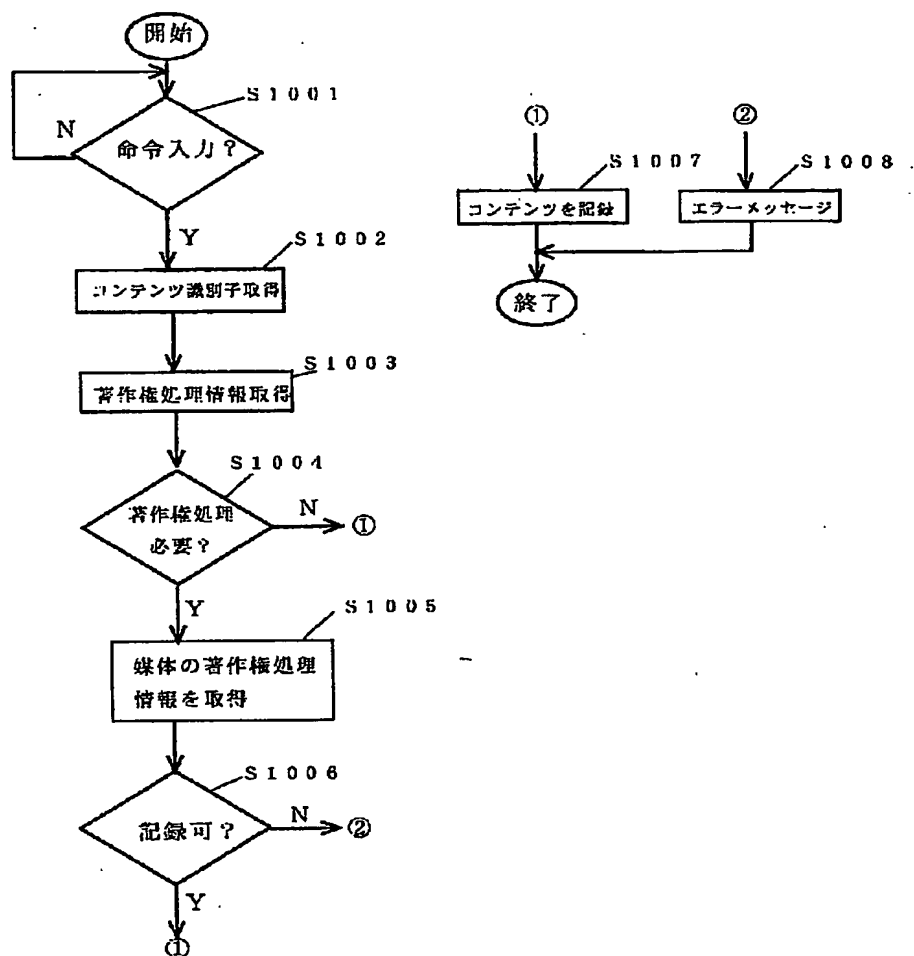 開始
S1001
N
命令入力？
Y
S1002
コンテンツ識別子取得
S1003
著作権処理情報取得
S1004
著作権処理
必要？
N
①
Y
S1005
媒体の著作権処理
情報を取得
S1006
記録可？
N
②
Y
①
①
S1007
コンテンツを記録
②
S1008
エラーメッセージ
終了